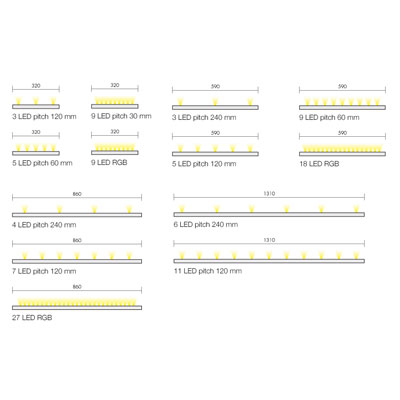 320 320
3 LED pitch 120 mm 9 LED pitch 30 mm
320 320
5 LED pitch 60 mm 9 LED RGB
590 590
3 LED pitch 240 mm 9 LED pitch 60 mm
590 590
5 LED pitch 120 mm 18 LED RGB
860
4 LED pitch 240 mm
860
7 LED pitch 120 mm
860
27 LED RGB
1310
6 LED pitch 240 mm
1310
11 LED pitch 120 mm